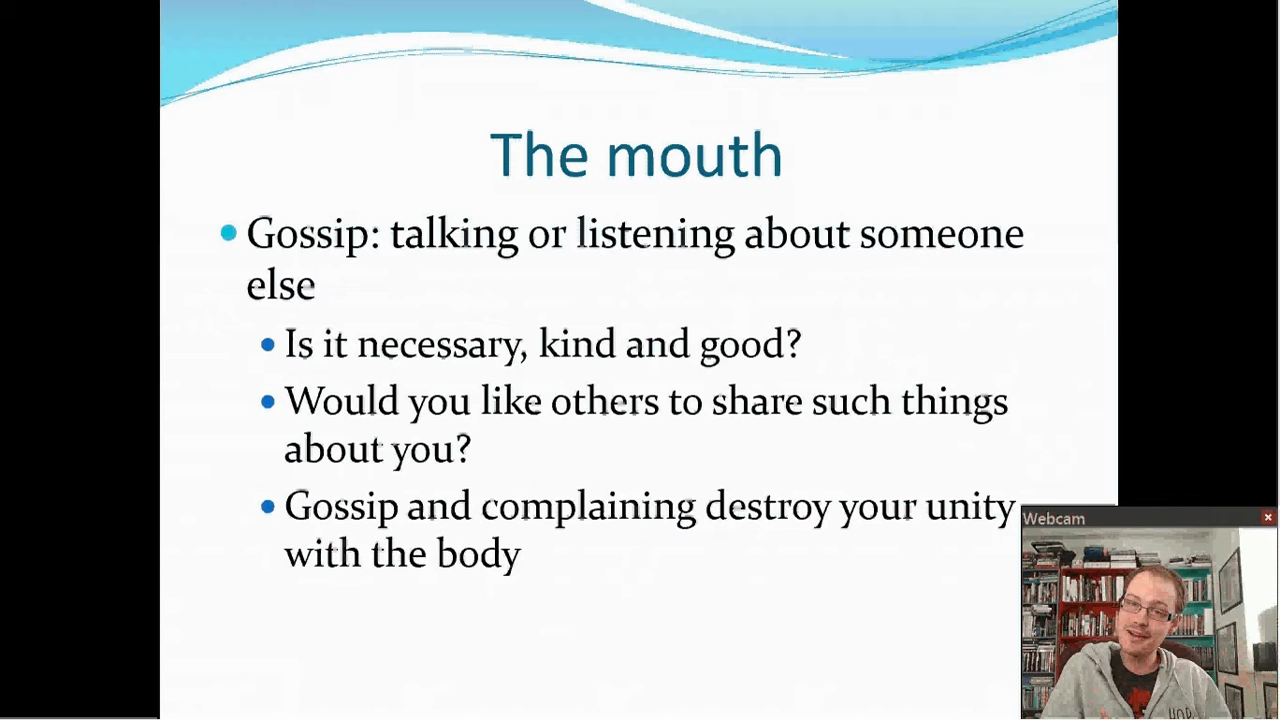 The mouth
Gossip: talking or listening about someone
else
Is it necessary, kind and good?
Would you like others to share such things
about you?
Gossip and complaining destroy your unity
with the body
Webcam